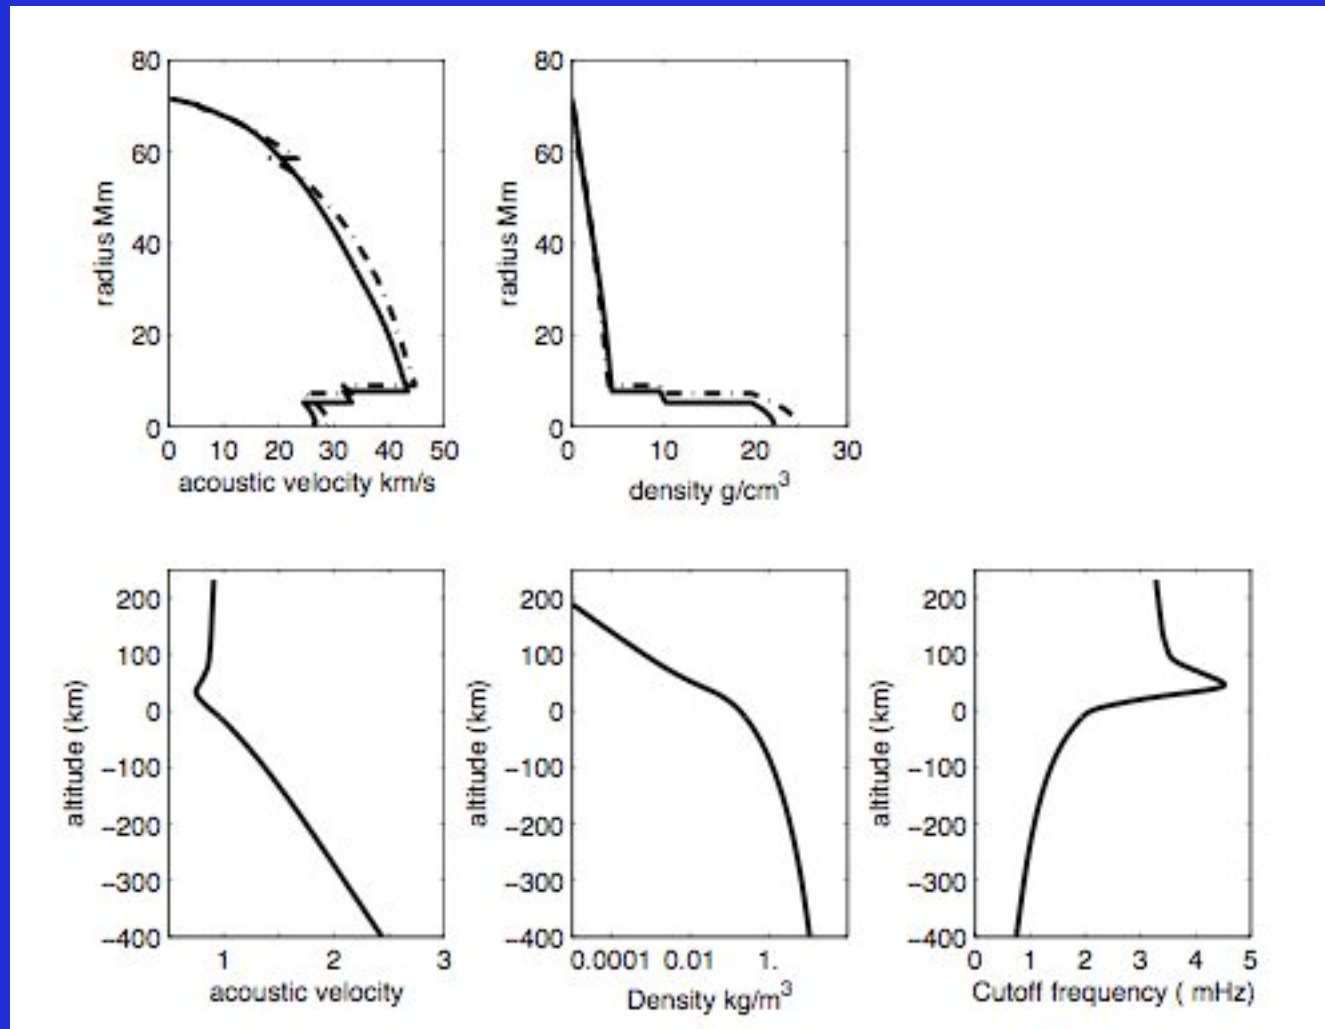 80
60
40
20
0
radius Mm
0 10 20 30 40 50
acoustic velocity km/s
80
60
40
20
0
radius Mm
0 10 20 30
density g/cm³
200
100
0
−100
−200
−300
−400
altitude (km)
1 2 3
acoustic velocity
200
100
0
−100
−200
−300
−400
altitude (km)
0.0001 0.01 1.
Density kg/m³
200
100
0
−100
−200
−300
−400
altitude (km)
0 1 2 3 4 5
Cutoff frequency ( mHz)